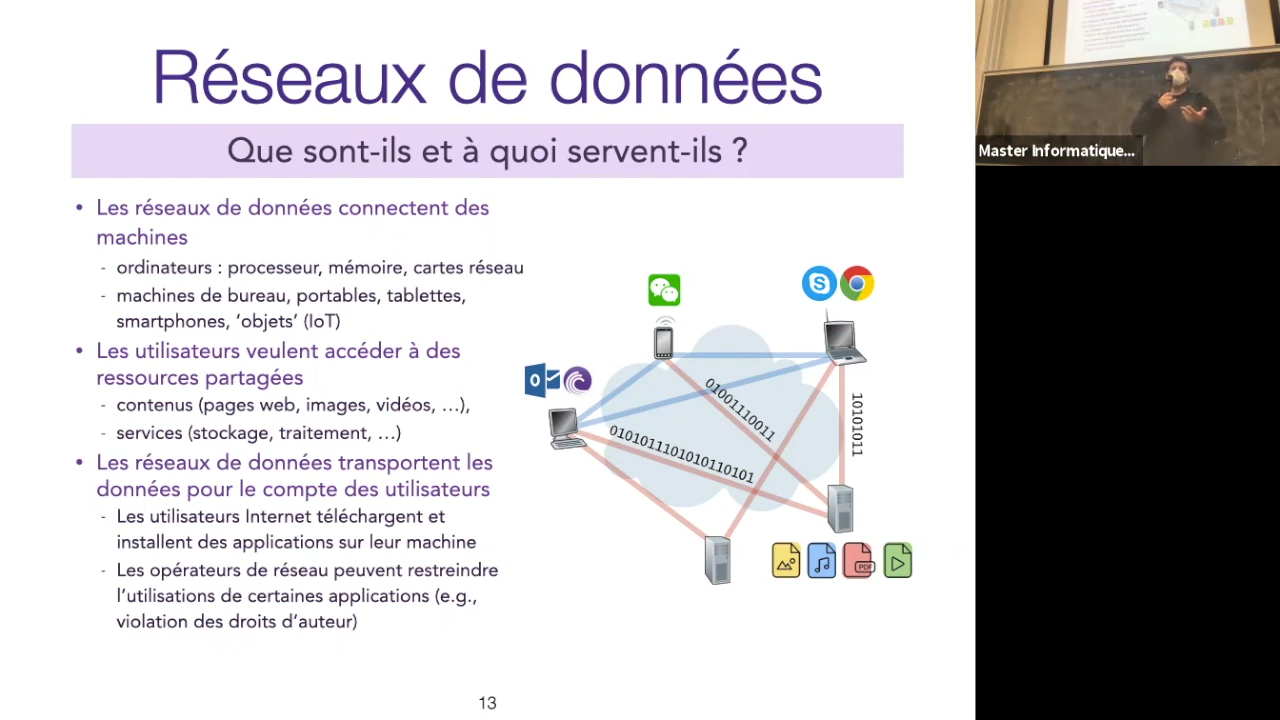 Réseaux de données
Que sont-ils et à quoi servent-ils ?
• Les réseaux de données connectent des
machines
- ordinateurs : processeur, mémoire, cartes réseau
- machines de bureau, portables, tablettes,
smartphones, ‘objets’ (IoT)
• Les utilisateurs veulent accéder à des
ressources partagées
- contenus (pages web, images, vidéos, …),
- services (stockage, traitement, …)
• Les réseaux de données transportent les
données pour le compte des utilisateurs
- Les utilisateurs Internet téléchargent et
installent des applications sur leur machine
- Les opérateurs de réseau peuvent restreindre
l’utilisations de certaines applications (e.g.,
violation des droits d’auteur)
01001110011
10101011
0101011101010110101
PDF
13
Master Informatique...